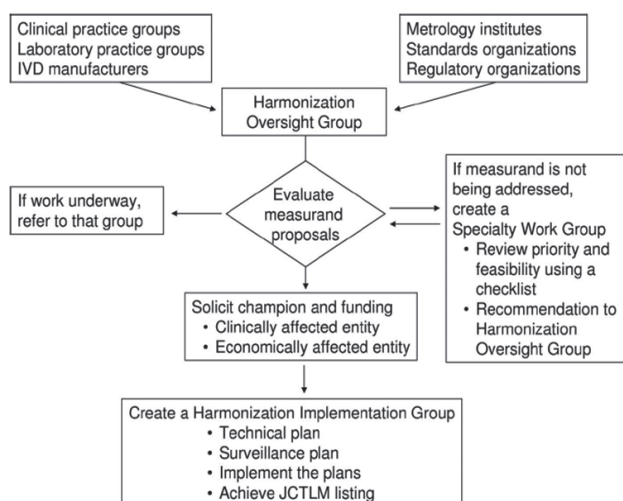 Clinical practice groups
Laboratory practice groups
IVD manufacturers
Metrology institutes
Standards organizations
Regulatory organizations
Harmonization
Oversight Group
If work underway,
refer to that group
Evaluate
measurand
proposals
If measurand is not
being addressed,
create a
Specialty Work Group
• Review priority and
feasibility using a
checklist
• Recommendation to
Harmonization
Oversight Group
Solicit champion and funding
• Clinically affected entity
• Economically affected entity
Create a Harmonization Implementation Group
• Technical plan
• Surveillance plan
• Implement the plans
• Achieve JCTLM listing